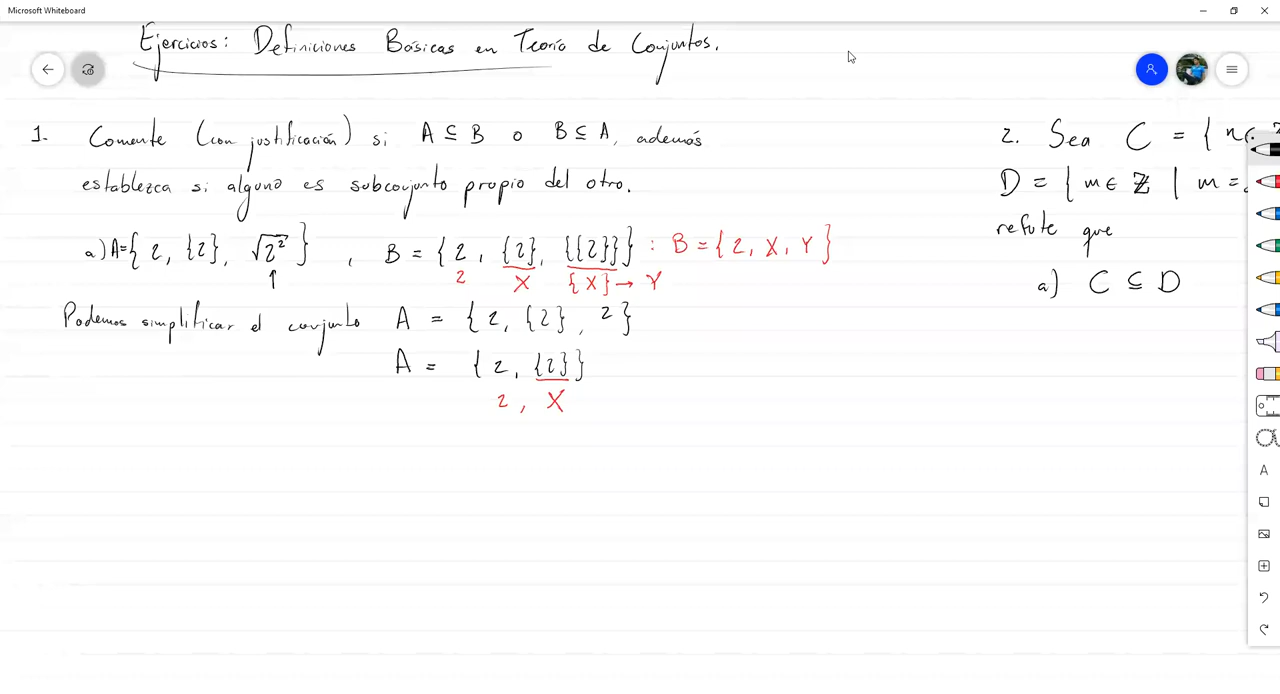 Microsoft Whiteboard
Ejercicios: Definiciones Básicas en Teoría de Conjuntos.
1. Comente (con justificación) si A ⊆ B o B ⊆ A, además
establezca si alguno es subconjunto propio del otro.
a) A={ 2, {2}, √2² } , B = { 2, {2}, {{2}}} : B = { 2, X, Y }
2 X {X} → Y
↑
Podemos simplificar el conjunto A = { 2, {2}, 2 }
A = { 2, {2}}
2, X
2. Sea C = { n∈
D = { m ∈ ℤ | m =
refute que
a) C ⊆ D
A